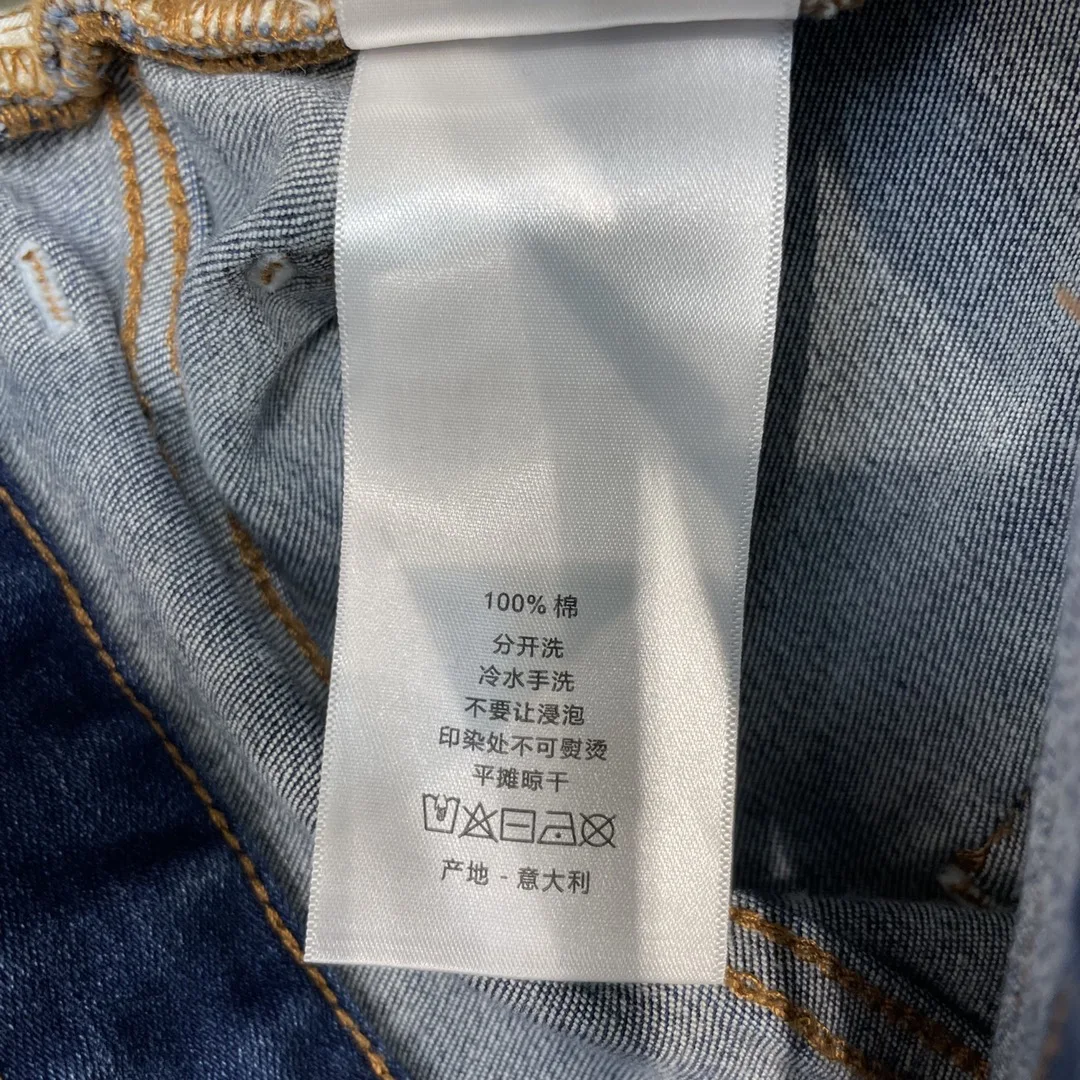 100% 棉
分开洗
冷水手洗
不要让浸泡
印染处不可熨烫
平摊晾干
产地 - 意大利